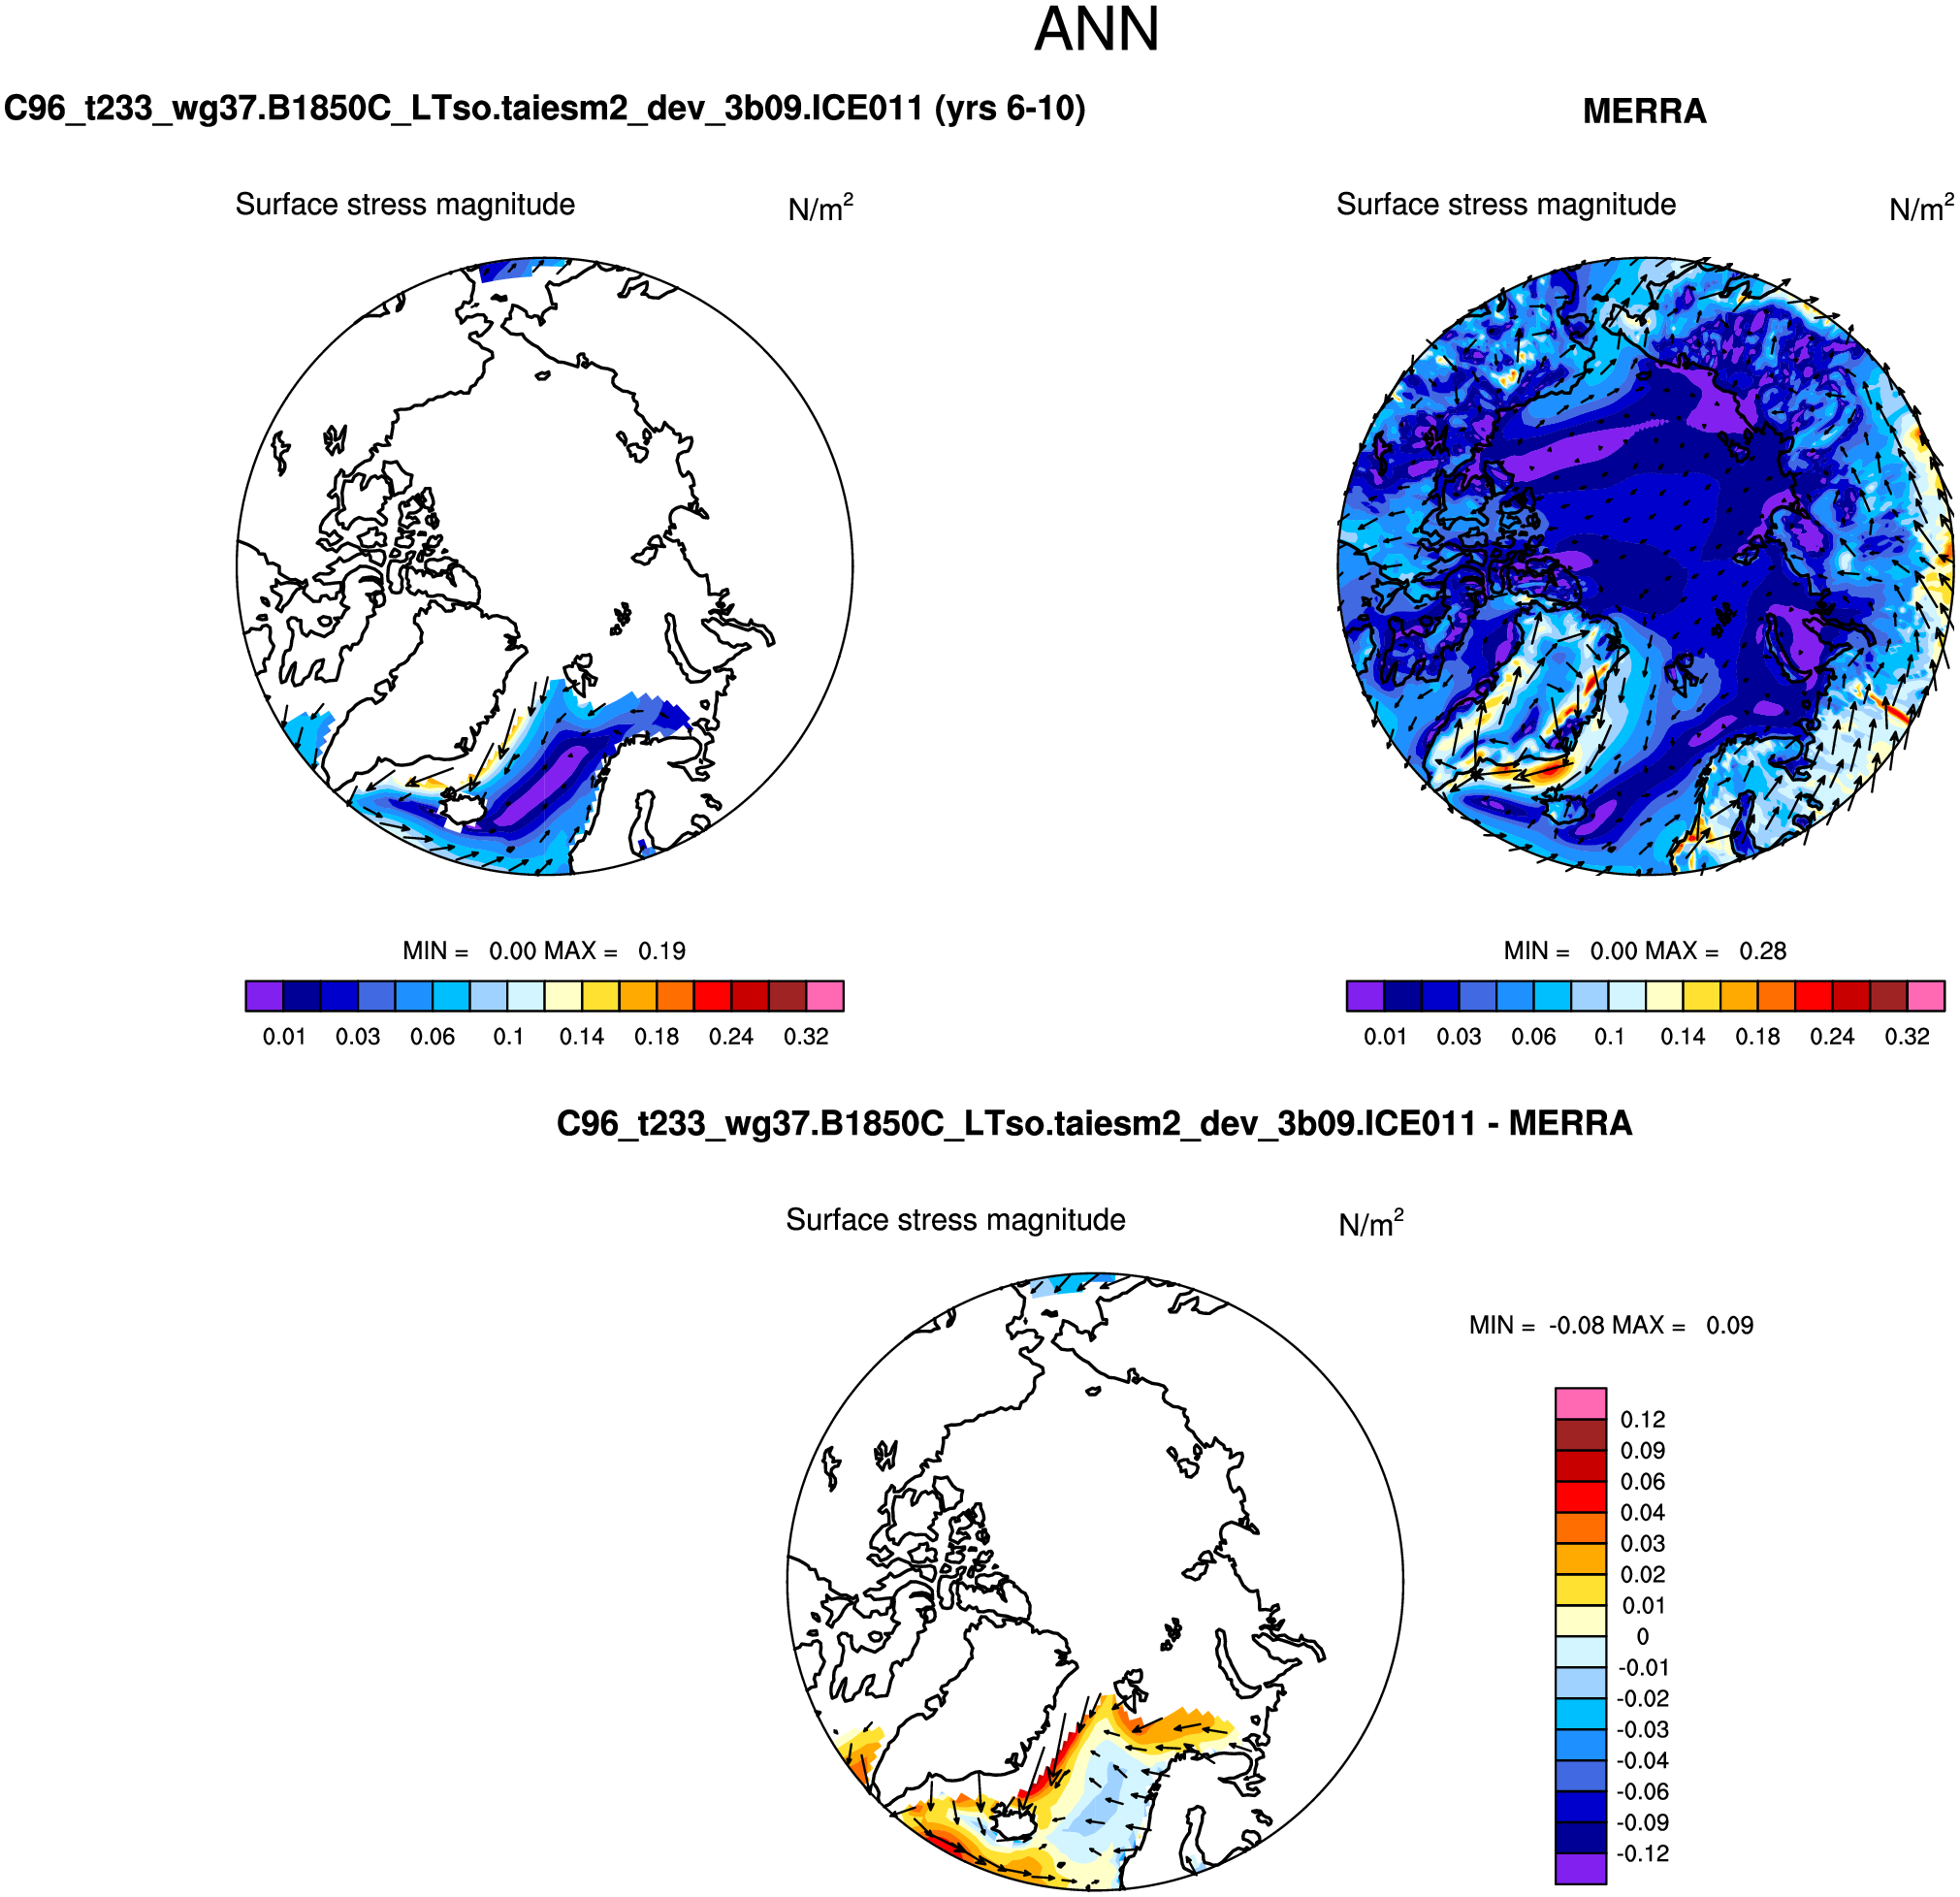 ANN
C96_t233_wg37.B1850C_LTso.taiesm2_dev_3b09.ICE011 (yrs 6-10)
MERRA
Surface stress magnitude N/m2
Surface stress magnitude N/m2
MIN = 0.00 MAX = 0.19
0.01 0.03 0.06 0.1 0.14 0.18 0.24 0.32
MIN = 0.00 MAX = 0.28
0.01 0.03 0.06 0.1 0.14 0.18 0.24 0.32
C96_t233_wg37.B1850C_LTso.taiesm2_dev_3b09.ICE011 - MERRA
Surface stress magnitude N/m2
MIN = -0.08 MAX = 0.09
0.12
0.09
0.06
0.04
0.03
0.02
0.01
0
-0.01
-0.02
-0.03
-0.04
-0.06
-0.09
-0.12